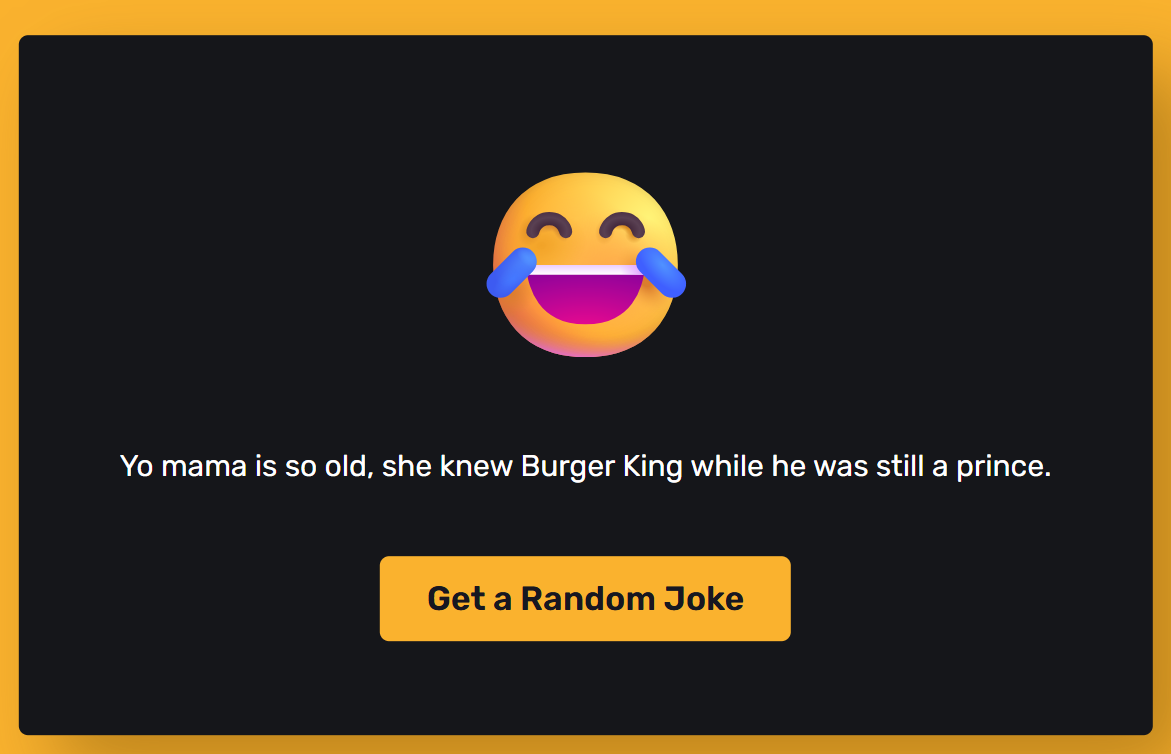 Yo mama is so old, she knew Burger King while he was still a prince.
Get a Random Joke